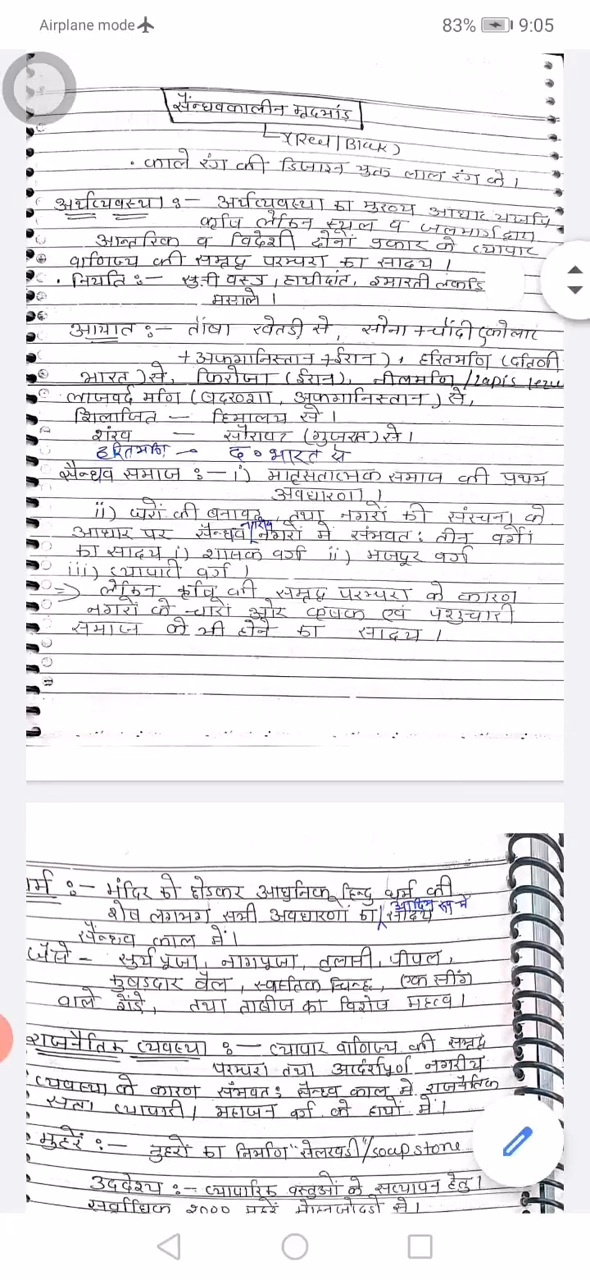 Airplane mode
83% 9:05
सैन्धवकालीन मृदभांड
(Red/Black)
• काले रंग की डिजाइन युक्त लाल रंग के।
अर्थव्यवस्था :- अर्थव्यवस्था का मुख्य आधार यद्यपि
कृषि लेकिन स्थल व जलमार्ग द्वारा
आन्तरिक व विदेशी दोनों प्रकार के व्यापार
वाणिज्य की समृद्ध परम्परा का साक्ष्य।
• निर्यात :- सूती वस्त्र, हाथीदांत, इमारती लकड़ि
मसाले।
आयात :- तांबा खेतड़ी से, सोना + चाँदी (कोलार
+ अफगानिस्तान + ईरान), हरितमणि (दक्षिणी
भारत) से, फिरोजा (ईरान), नीलमणि/Lapis
लाजवर्द मणि (बदख्शा, अफगानिस्तान) से,
शिलाजित – हिमालय से।
शंख – सौराष्ट्र (गुजरात) से।
हरितमणि – द० भारत से
सैन्धव समाज :- i) मातृसत्तात्मक समाज की प्रथम
अवधारणा।
ii) घरों की बनावट, तथा नगरों की संरचना के
आधार पर सैन्धव नगरों में संभवत: तीन वर्गों
का साक्ष्य i) शासक वर्ग ii) मजदूर वर्ग
iii) व्यापारी वर्ग।
⇒ लेकिन कृषि की समृद्ध परम्परा के कारण
नगरों के चारों ओर कृषक एवं पशुचारी
समाज के भी होने का साक्ष्य।
र्म :- मंदिर को छोडकर आधुनिक हिन्दू धर्म की
शेष लगभग सभी अवधारणों का आदिम रूप में साक्ष्य
सैन्धव काल में।
जैसे - सूर्यपूजा, नागपूजा, तुलसी, पीपल,
कुबडदार बैल, स्वास्तिक चिन्ह, एक सींग
वाले गैंडे, तथा ताबीज का विशेष महत्व।
राजनैतिक व्यवस्था :- व्यापार वाणिज्य की समृद्ध
परम्परा तथा आदर्शपूर्ण नगरीय
व्यवस्था के कारण संभवत: सैन्धव काल में राजनैतिक
सत्ता व्यापारी/महाजन वर्ग के हाथों में।
मुहरें :- मुहरों का निर्माण "सेलखडी"/soap stone
उद्देश्य :- व्यापारिक वस्तुओं के सत्यापन हेतु।
सर्वाधिक 2000 मुहरें मोहनजोदडो से।